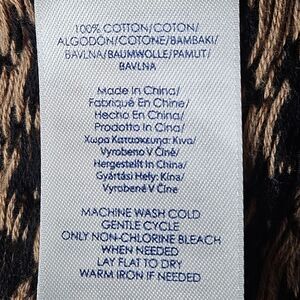 100% COTTON/COTON/
ALGODÓN/COTONE/BAMBAKI/
BAVLNA/BAUMWOLLE/PAMUT/
BAVLNA
Made In China/
Fabriqué En Chine/
Hecho En China/
Prodotto In Cina/
Χωρα Κατασκευης: Κινα/
Vyrobeno V Číně/
Hergestellt In China/
Gyártási Hely: Kína/
Vyrobené V Číne
MACHINE WASH COLD
GENTLE CYCLE
ONLY NON-CHLORINE BLEACH
WHEN NEEDED
LAY FLAT TO DRY
WARM IRON IF NEEDED